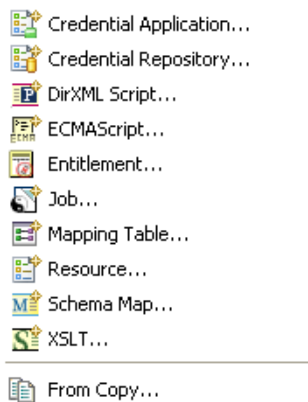 Credential Application...
Credential Repository...
DirXML Script...
ECMAScript...
Entitlement...
Job...
Mapping Table...
Resource...
Schema Map...
XSLT...
From Copy...